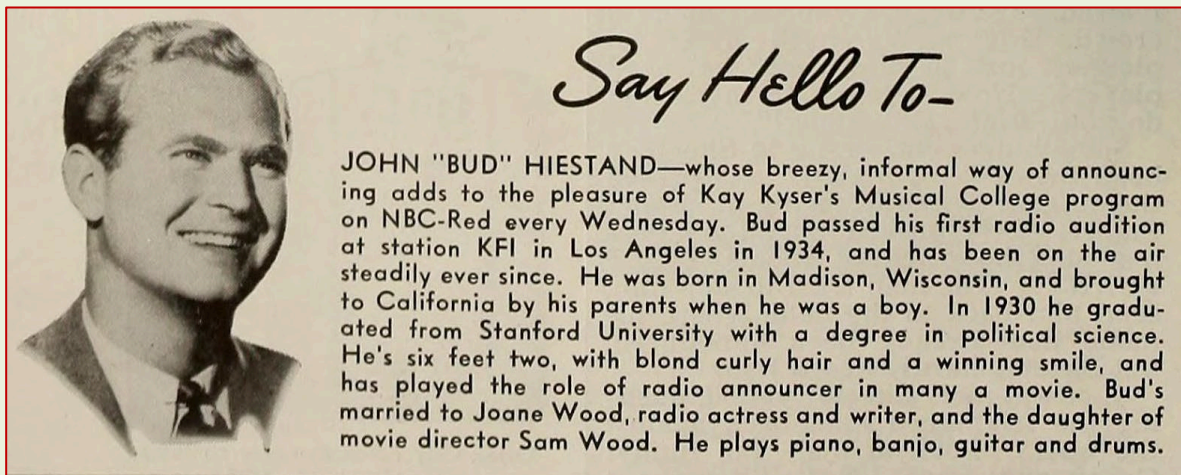 Say Hello To–
JOHN "BUD" HIESTAND—whose breezy, informal way of announc-
ing adds to the pleasure of Kay Kyser's Musical College program
on NBC-Red every Wednesday. Bud passed his first radio audition
at station KFI in Los Angeles in 1934, and has been on the air
steadily ever since. He was born in Madison, Wisconsin, and brought
to California by his parents when he was a boy. In 1930 he gradu-
ated from Stanford University with a degree in political science.
He's six feet two, with blond curly hair and a winning smile, and
has played the role of radio announcer in many a movie. Bud's
married to Joane Wood, radio actress and writer, and the daughter of
movie director Sam Wood. He plays piano, banjo, guitar and drums.